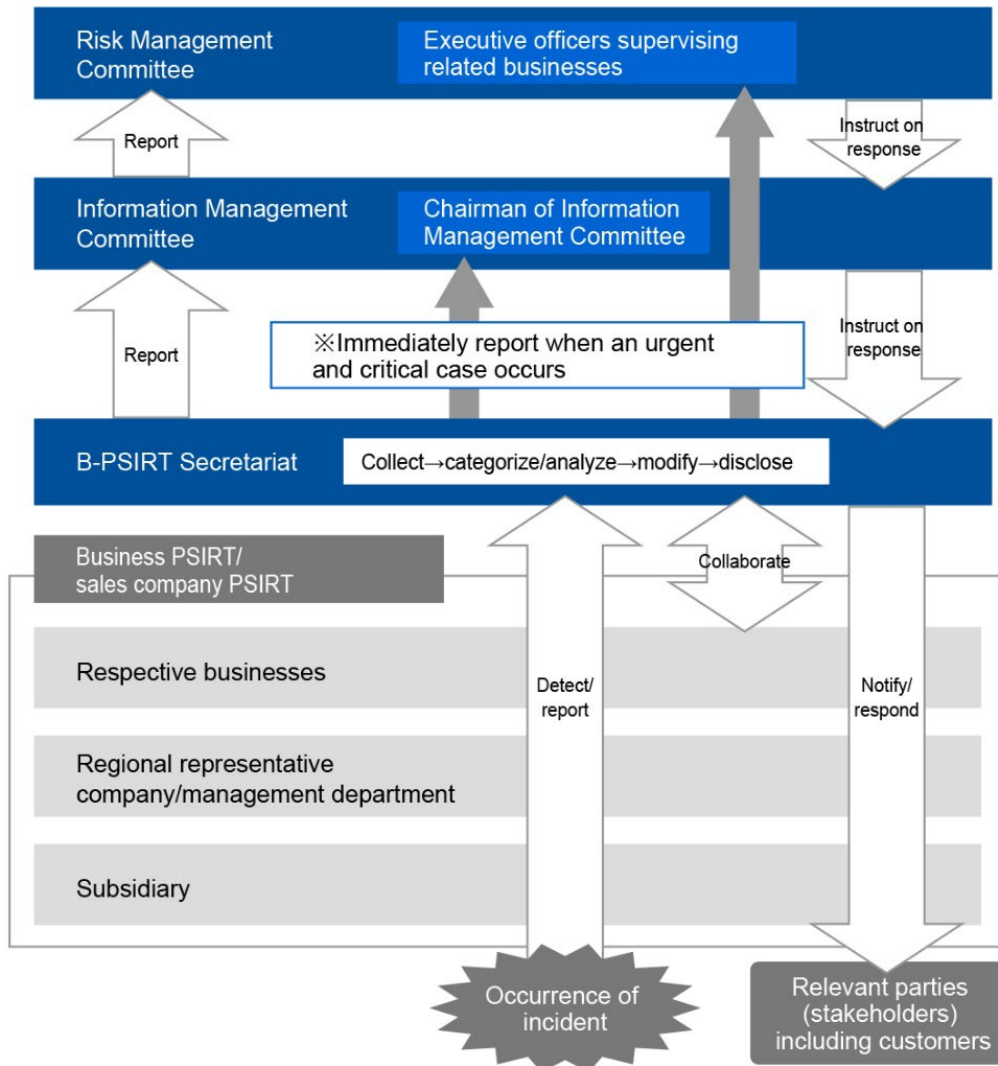 Risk Management
Committee
Executive officers supervising
related businesses
Report
Instruct on
response
Information Management
Committee
Chairman of Information
Management Committee
Report
※Immediately report when an urgent
and critical case occurs
Instruct on
response
B-PSIRT Secretariat
Collect→categorize/analyze→modify→disclose
Business PSIRT/
sales company PSIRT
Collaborate
Respective businesses
Detect/
report
Notify/
respond
Regional representative
company/management department
Subsidiary
Occurrence of
incident
Relevant parties
(stakeholders)
including customers